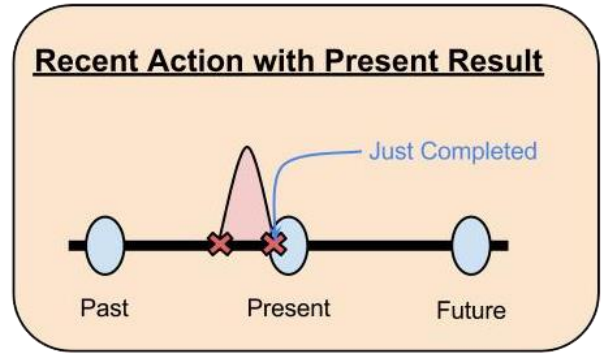 Recent Action with Present Result
Just Completed
Past Present Future